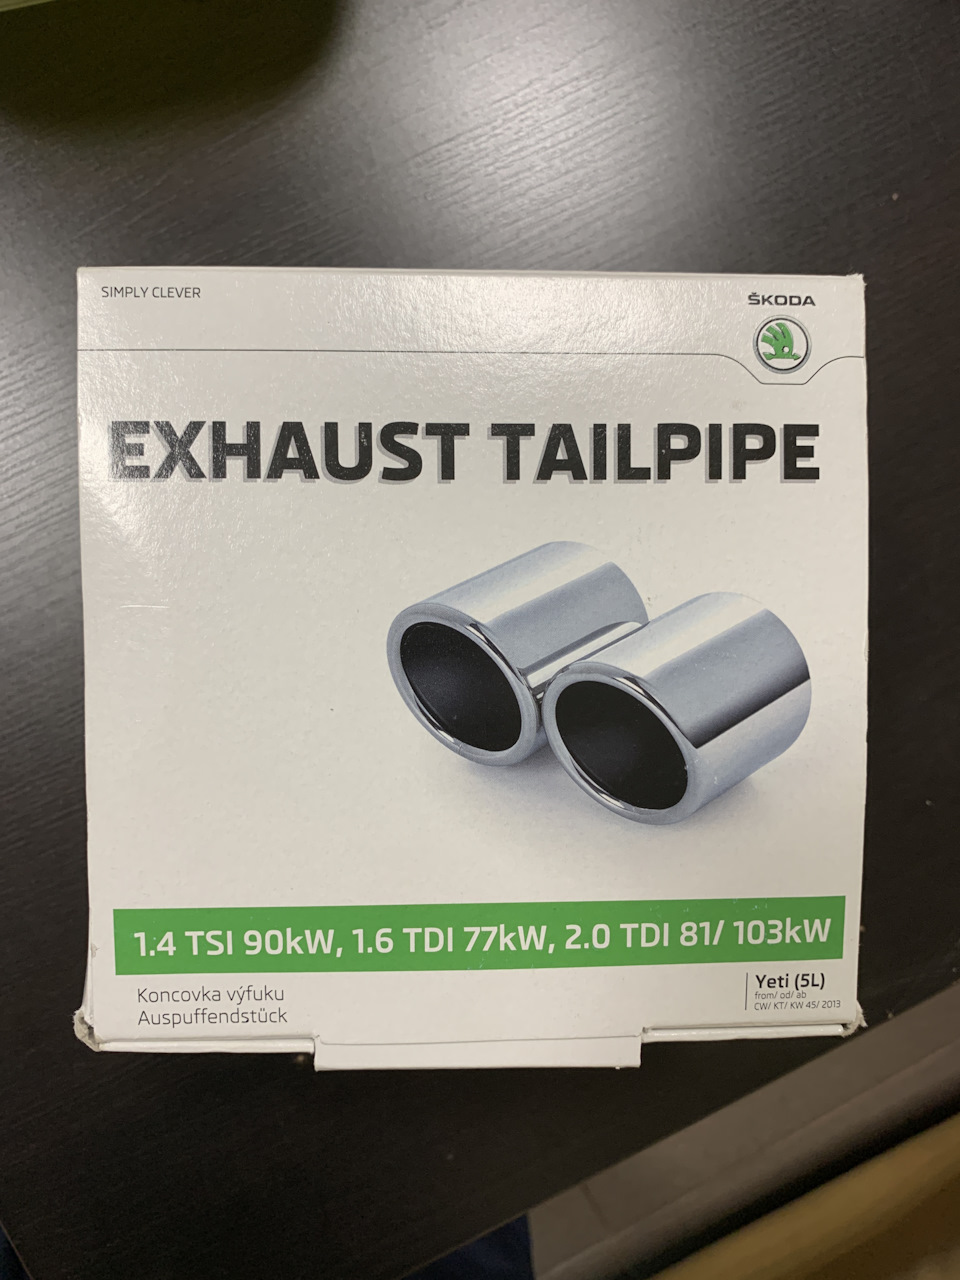 SIMPLY CLEVER
ŠKODA
EXHAUST TAILPIPE
1.4 TSI 90kW, 1.6 TDI 77kW, 2.0 TDI 81/ 103kW
Koncovka výfuku
Auspuffendstück
Yeti (5L)
from/ od/ ab
CW/ KT/ KW 45/ 2013